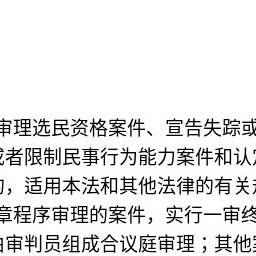 审理选民资格案件、宣告失踪或
或者限制民事行为能力案件和认定
的，适用本法和其他法律的有关
章程序审理的案件，实行一审终
由审判员组成合议庭审理；其他案